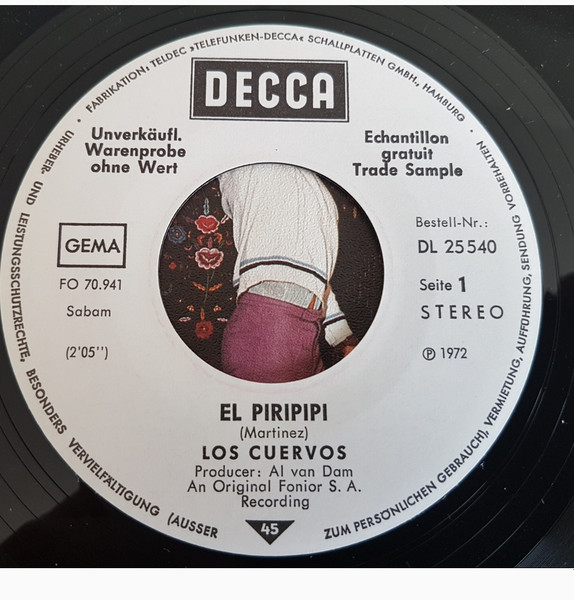 · FABRIKATION: TELDEC »TELEFUNKEN-DECCA« SCHALLPLATTEN GMBH., HAMBURG ·
DECCA
Unverkäufl.
Warenprobe
ohne Wert
Echantillon
gratuit
Trade Sample
GEMA
FO 70.941
Sabam
(2'05'')
Bestell-Nr.:
DL 25 540
Seite 1
STEREO
℗ 1972
EL PIRIPIPI
(Martinez)
LOS CUERVOS
Producer: Al van Dam
An Original Fonior S. A.
Recording
45
URHEBER- UND LEISTUNGSSCHUTZRECHTE, BESONDERS VERVIELFÄLTIGUNG (AUSSER ZUM PERSÖNLICHEN GEBRAUCH), VERMIETUNG, AUFFÜHRUNG, SENDUNG VORBEHALTEN ·